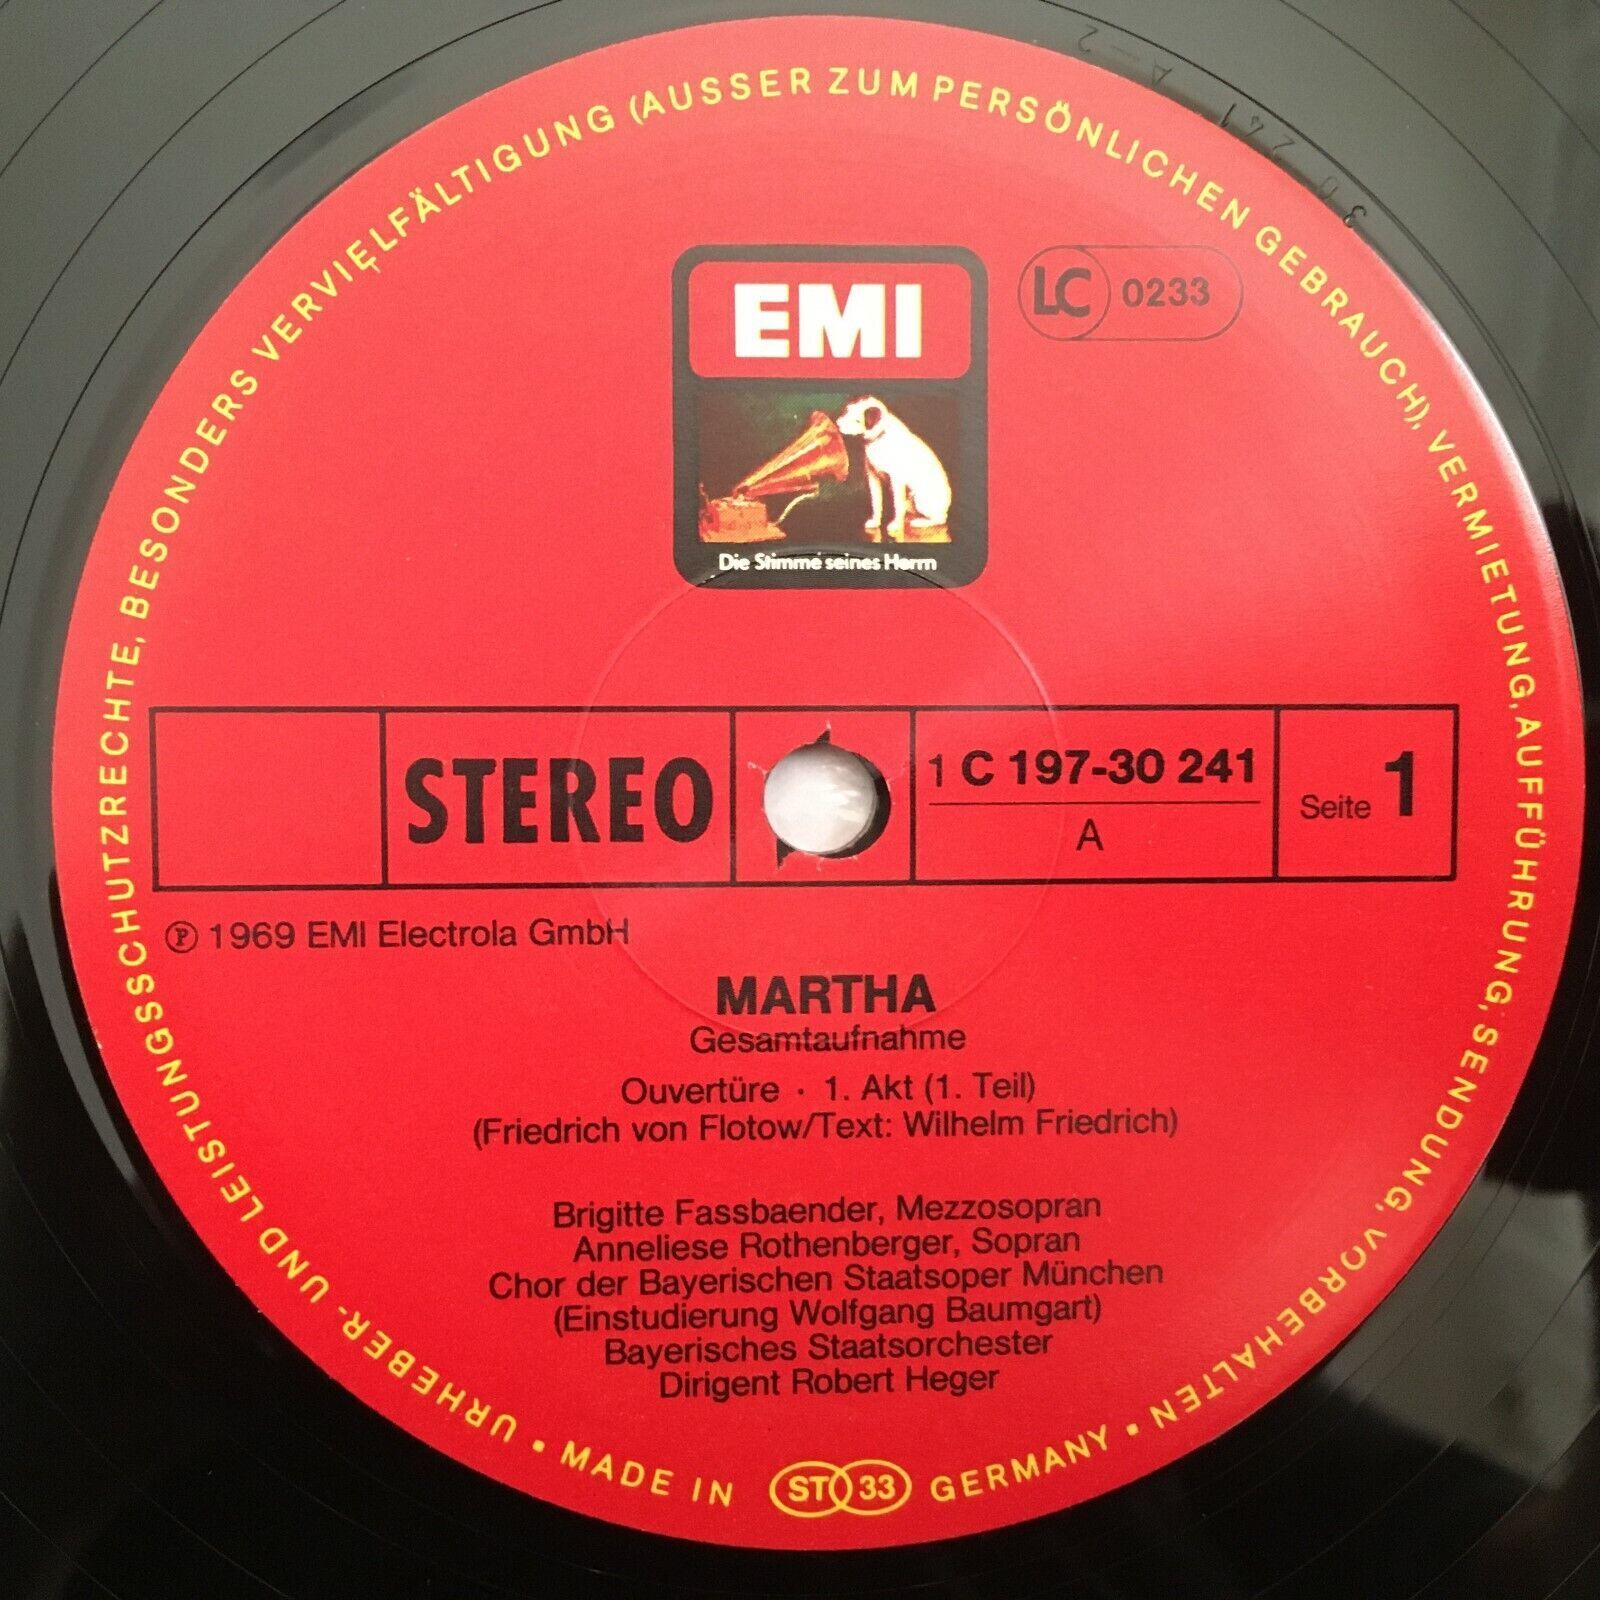 URHEBER- UND LEISTUNGSSCHUTZRECHTE, BESONDERS VERVIELFÄLTIGUNG (AUSSER ZUM PERSÖNLICHEN GEBRAUCH), VERMIETUNG, AUFFÜHRUNG, SENDUNG, VORBEHALTEN
30 241 A-2
EMI
LC 0233
Die Stimme seines Herrn
STEREO
1 C 197-30 241
A
Seite 1
℗ 1969 EMI Electrola GmbH
MARTHA
Gesamtaufnahme
Ouvertüre · 1. Akt (1. Teil)
(Friedrich von Flotow/Text: Wilhelm Friedrich)
Brigitte Fassbaender, Mezzosopran
Anneliese Rothenberger, Sopran
Chor der Bayerischen Staatsoper München
(Einstudierung Wolfgang Baumgart)
Bayerisches Staatsorchester
Dirigent Robert Heger
• MADE IN ST 33 GERMANY •